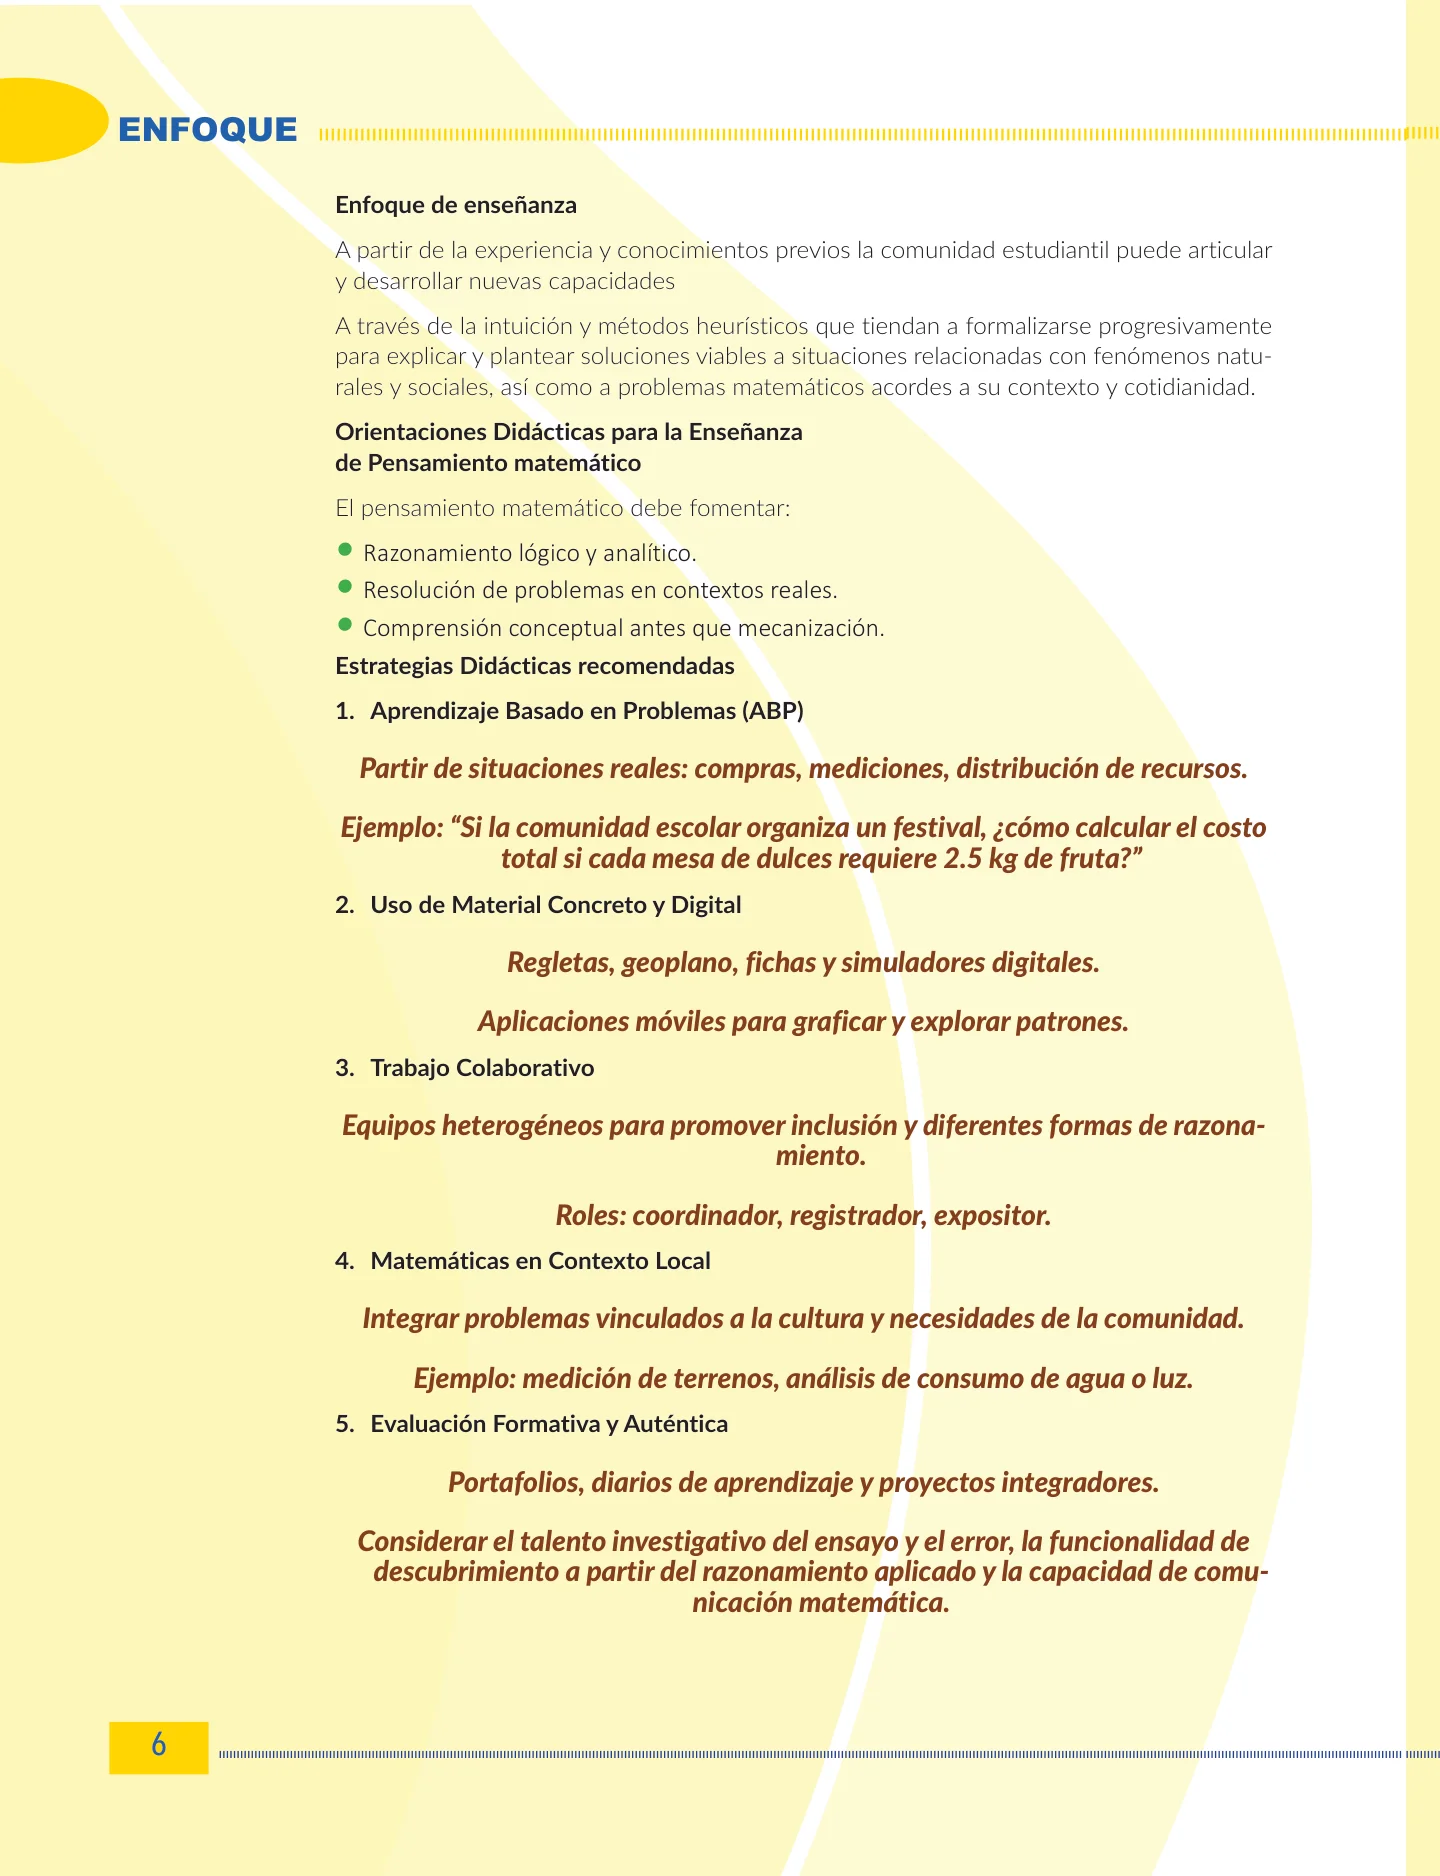 ENFOQUE
Enfoque de enseñanza
A partir de la experiencia y conocimientos previos la comunidad estudiantil puede articular
y desarrollar nuevas capacidades
A través de la intuición y métodos heurísticos que tiendan a formalizarse progresivamente
para explicar y plantear soluciones viables a situaciones relacionadas con fenómenos natu-
rales y sociales, así como a problemas matemáticos acordes a su contexto y cotidianidad.
Orientaciones Didácticas para la Enseñanza
de Pensamiento matemático
El pensamiento matemático debe fomentar:
• Razonamiento lógico y analítico.
• Resolución de problemas en contextos reales.
• Comprensión conceptual antes que mecanización.
Estrategias Didácticas recomendadas
1. Aprendizaje Basado en Problemas (ABP)
Partir de situaciones reales: compras, mediciones, distribución de recursos.
Ejemplo: “Si la comunidad escolar organiza un festival, ¿cómo calcular el costo
total si cada mesa de dulces requiere 2.5 kg de fruta?”
2. Uso de Material Concreto y Digital
Regletas, geoplano, fichas y simuladores digitales.
Aplicaciones móviles para graficar y explorar patrones.
3. Trabajo Colaborativo
Equipos heterogéneos para promover inclusión y diferentes formas de razona-
miento.
Roles: coordinador, registrador, expositor.
4. Matemáticas en Contexto Local
Integrar problemas vinculados a la cultura y necesidades de la comunidad.
Ejemplo: medición de terrenos, análisis de consumo de agua o luz.
5. Evaluación Formativa y Auténtica
Portafolios, diarios de aprendizaje y proyectos integradores.
Considerar el talento investigativo del ensayo y el error, la funcionalidad de
descubrimiento a partir del razonamiento aplicado y la capacidad de comu-
nicación matemática.
6